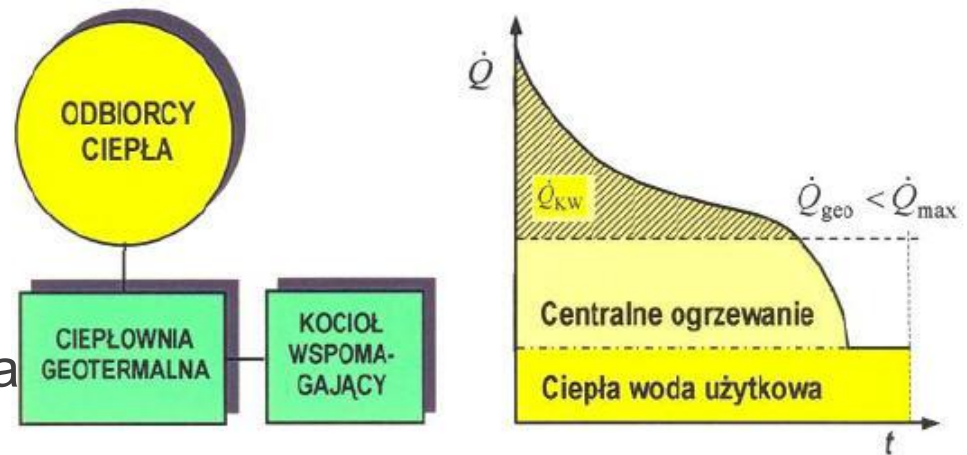 ODBIORCY
CIEPŁA
CIEPŁOWNIA
GEOTERMALNA
KOCIOŁ
WSPOMA-
GAJĄCY
a
Q̇
Q̇KW
Q̇geo < Q̇max
Centralne ogrzewanie
Ciepła woda użytkowa
t